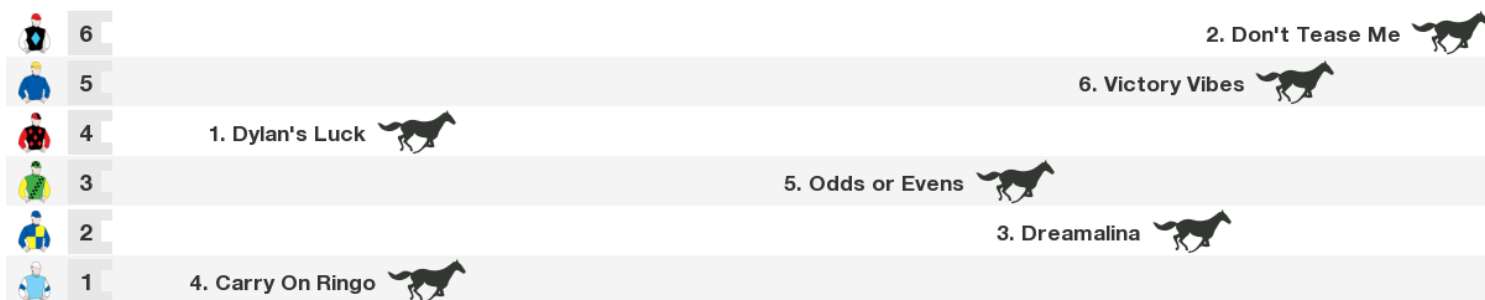 6 2. Don't Tease Me
5 6. Victory Vibes
4 1. Dylan's Luck
3 5. Odds or Evens
2 3. Dreamalina
1 4. Carry On Ringo